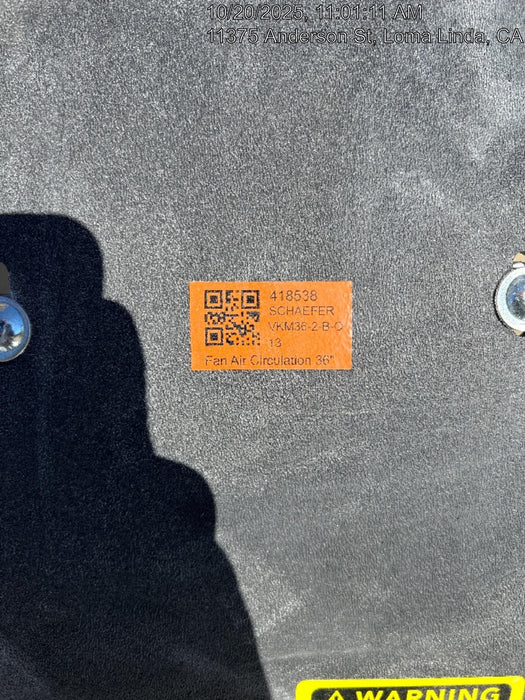 10/20/2025, 11:01:11 AM
11375 Anderson St, Loma Linda, CA
418538
SCHAEFER
VKM36-2-B-O
13
Fan Air Circulation 36"
WARNING